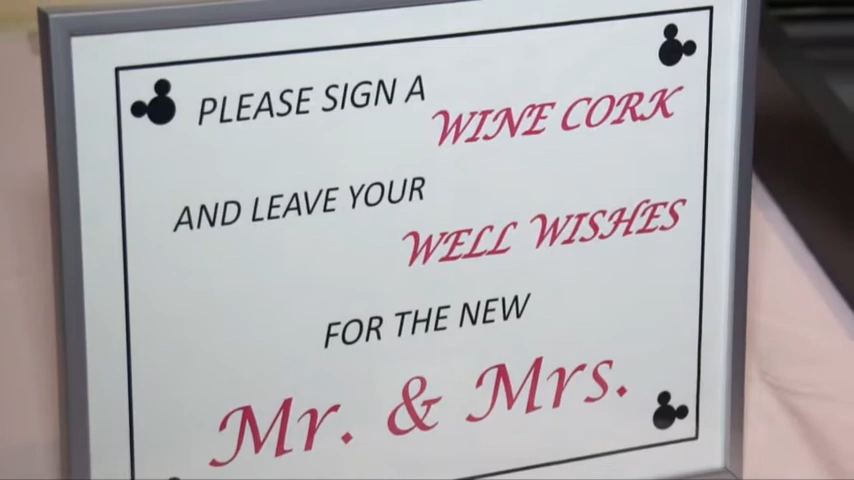 PLEASE SIGN A
WINE CORK
AND LEAVE YOUR
WELL WISHES
FOR THE NEW
Mr. & Mrs.